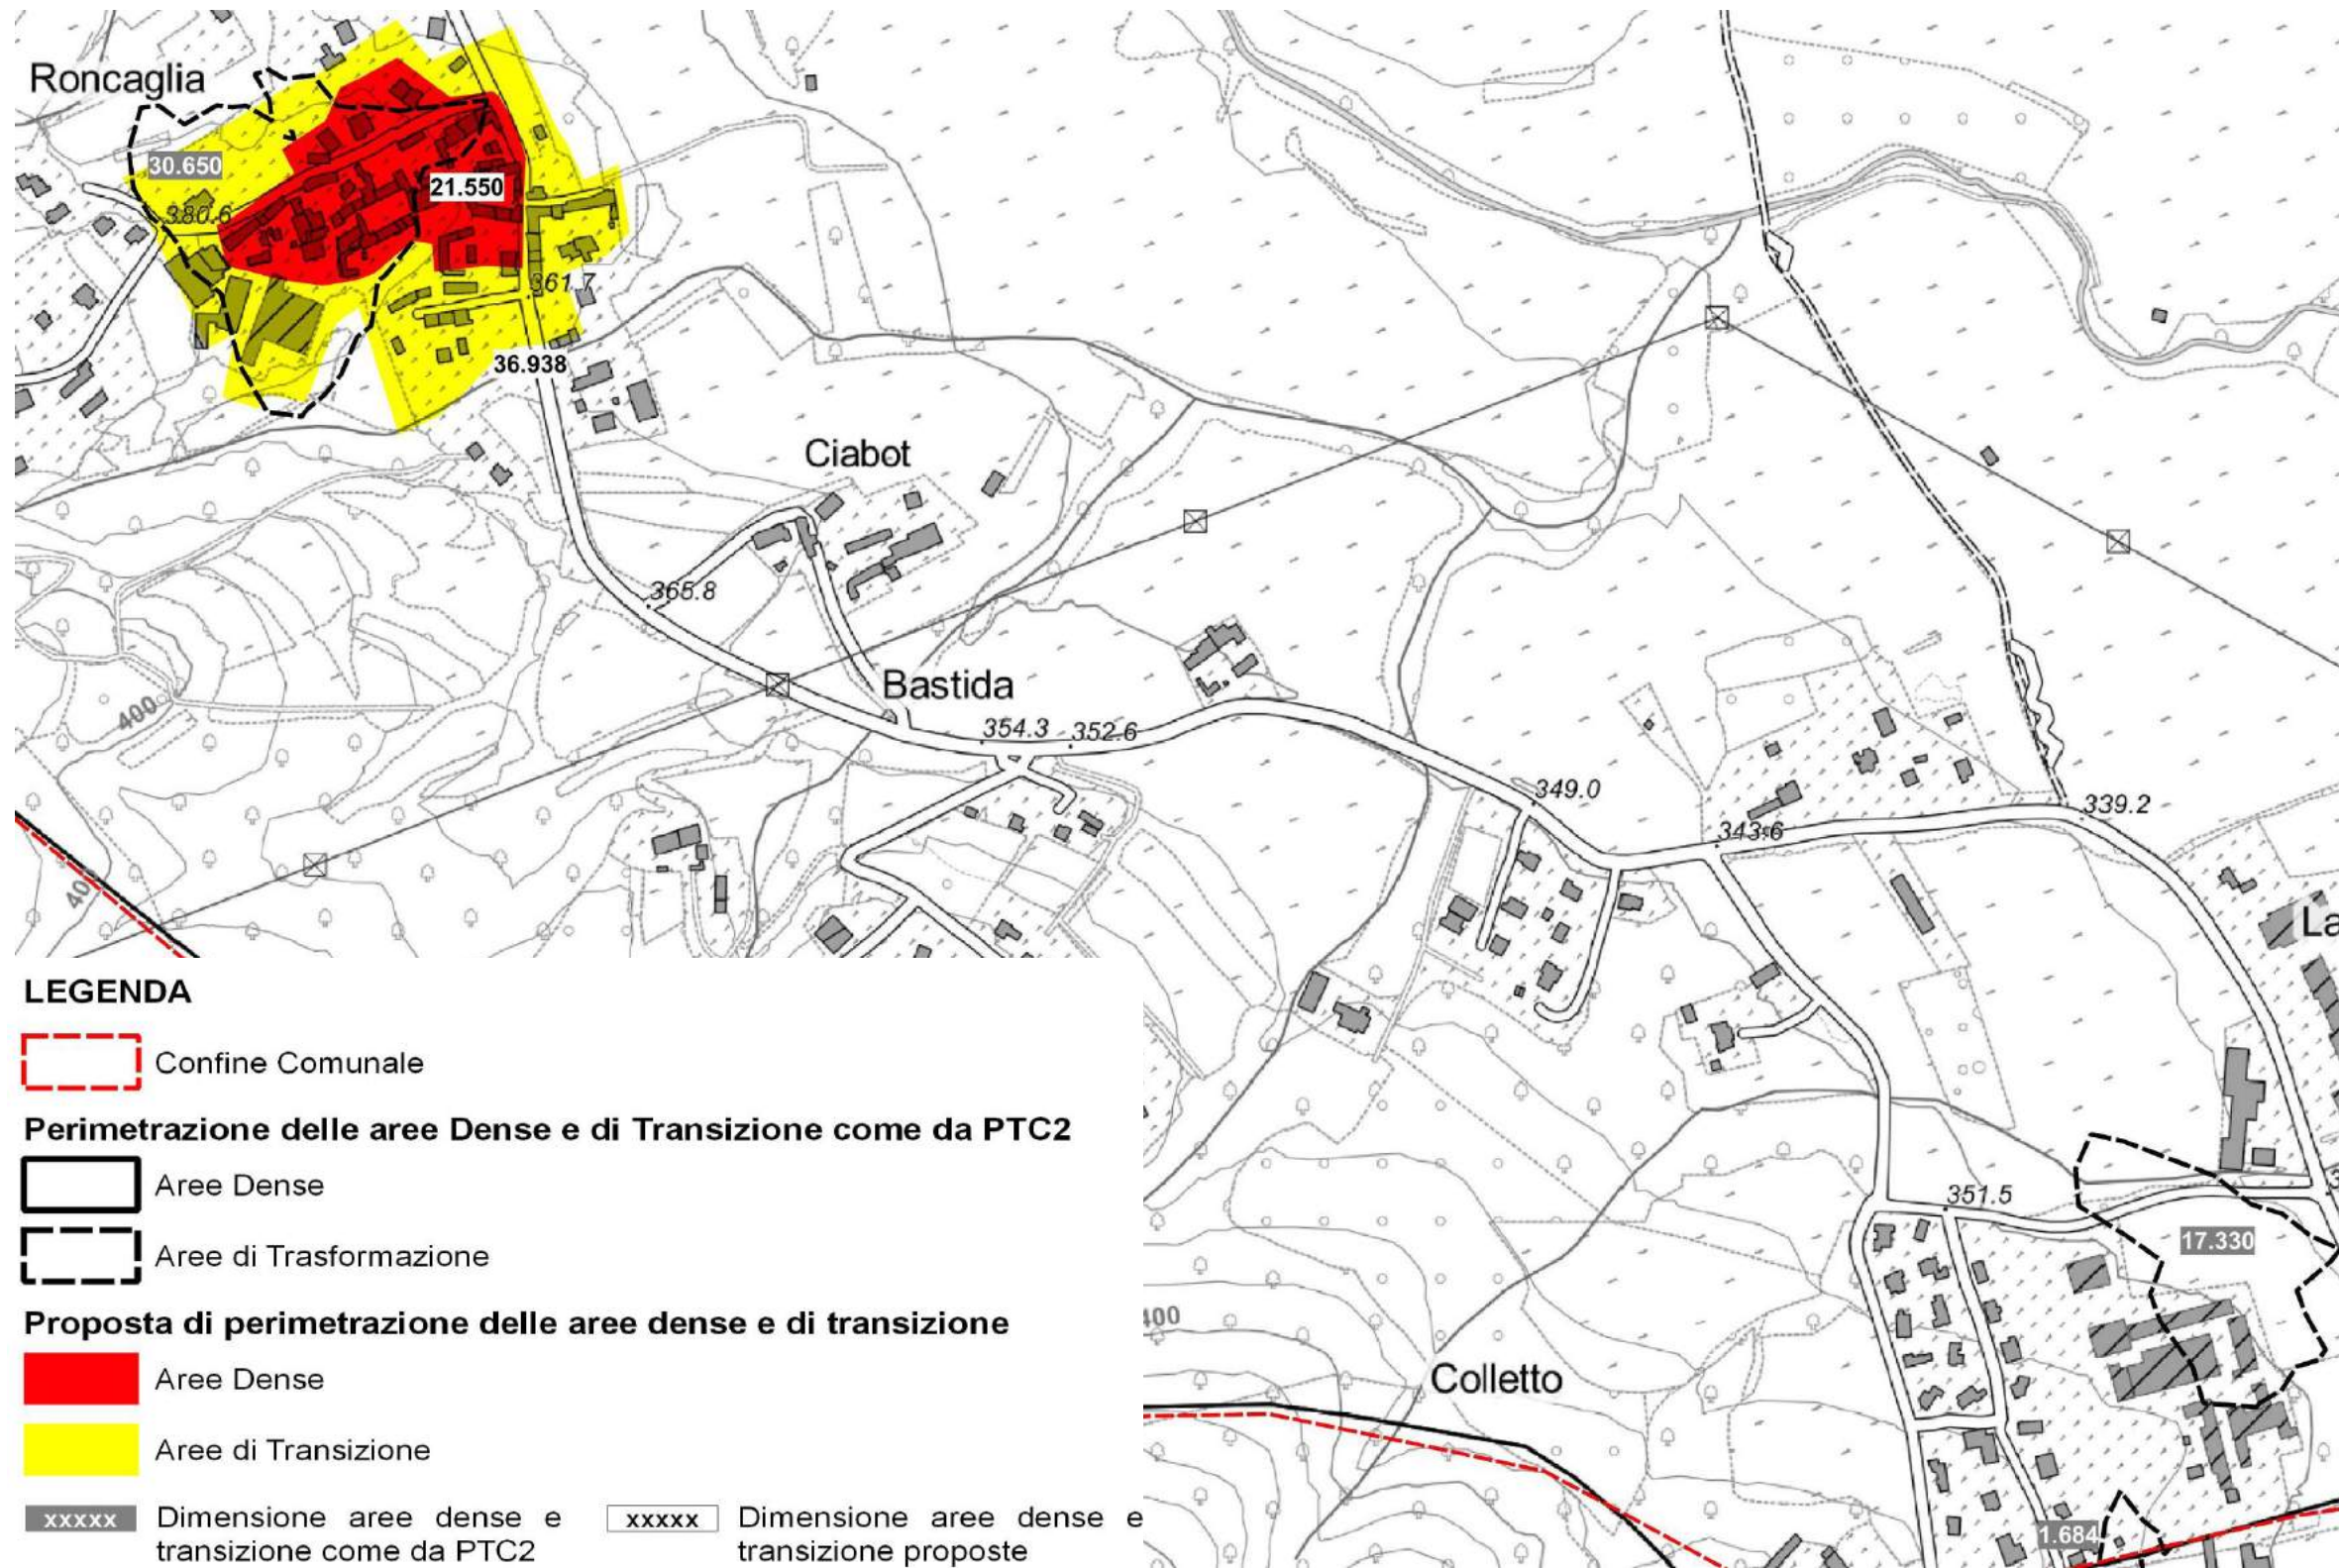 Roncaglia
30.650
21.550
380.6
361.7
36.938
Ciabot
365.8
Bastida
354.3
352.6
400
349.0
343.6
339.2
La
40
LEGENDA
Confine Comunale
Perimetrazione delle aree Dense e di Transizione come da PTC2
Aree Dense
Aree di Trasformazione
Proposta di perimetrazione delle aree dense e di transizione
Aree Dense
Aree di Transizione
xxxxx Dimensione aree dense e
transizione come da PTC2
xxxxx Dimensione aree dense e
transizione proposte
351.5
3
17.330
400
Colletto
1.684